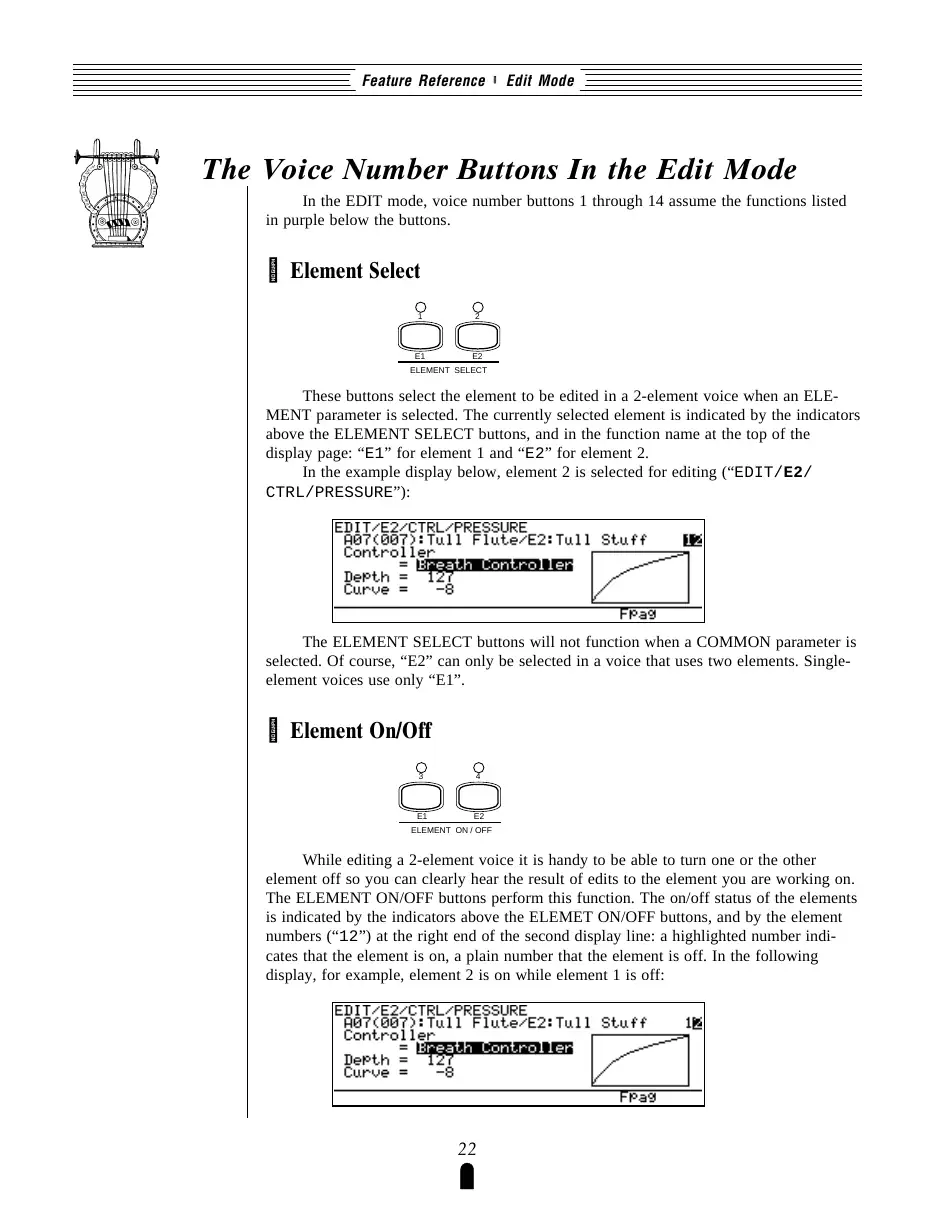 Feature Reference Edit Mode
The Voice Number Buttons In the Edit Mode
In the EDIT mode, voice number buttons 1 through 14 assume the functions listed
in purple below the buttons.
Element Select
1 2
E1 E2
ELEMENT SELECT
These buttons select the element to be edited in a 2-element voice when an ELE-
MENT parameter is selected. The currently selected element is indicated by the indicators
above the ELEMENT SELECT buttons, and in the function name at the top of the
display page: “E1” for element 1 and “E2” for element 2.
In the example display below, element 2 is selected for editing (“EDIT/E2/
CTRL/PRESSURE”):
EDIT/E2/CTRL/PRESSURE
A07(007):Tull Flute/E2:Tull Stuff 12
Controller
= Breath Controller
Depth = 127
Curve = -8
Fpag
The ELEMENT SELECT buttons will not function when a COMMON parameter is
selected. Of course, “E2” can only be selected in a voice that uses two elements. Single-
element voices use only “E1”.
Element On/Off
3 4
E1 E2
ELEMENT ON / OFF
While editing a 2-element voice it is handy to be able to turn one or the other
element off so you can clearly hear the result of edits to the element you are working on.
The ELEMENT ON/OFF buttons perform this function. The on/off status of the elements
is indicated by the indicators above the ELEMET ON/OFF buttons, and by the element
numbers (“12”) at the right end of the second display line: a highlighted number indi-
cates that the element is on, a plain number that the element is off. In the following
display, for example, element 2 is on while element 1 is off:
EDIT/E2/CTRL/PRESSURE
A07(007):Tull Flute/E2:Tull Stuff 12
Controller
= Breath Controller
Depth = 127
Curve = -8
Fpag
22